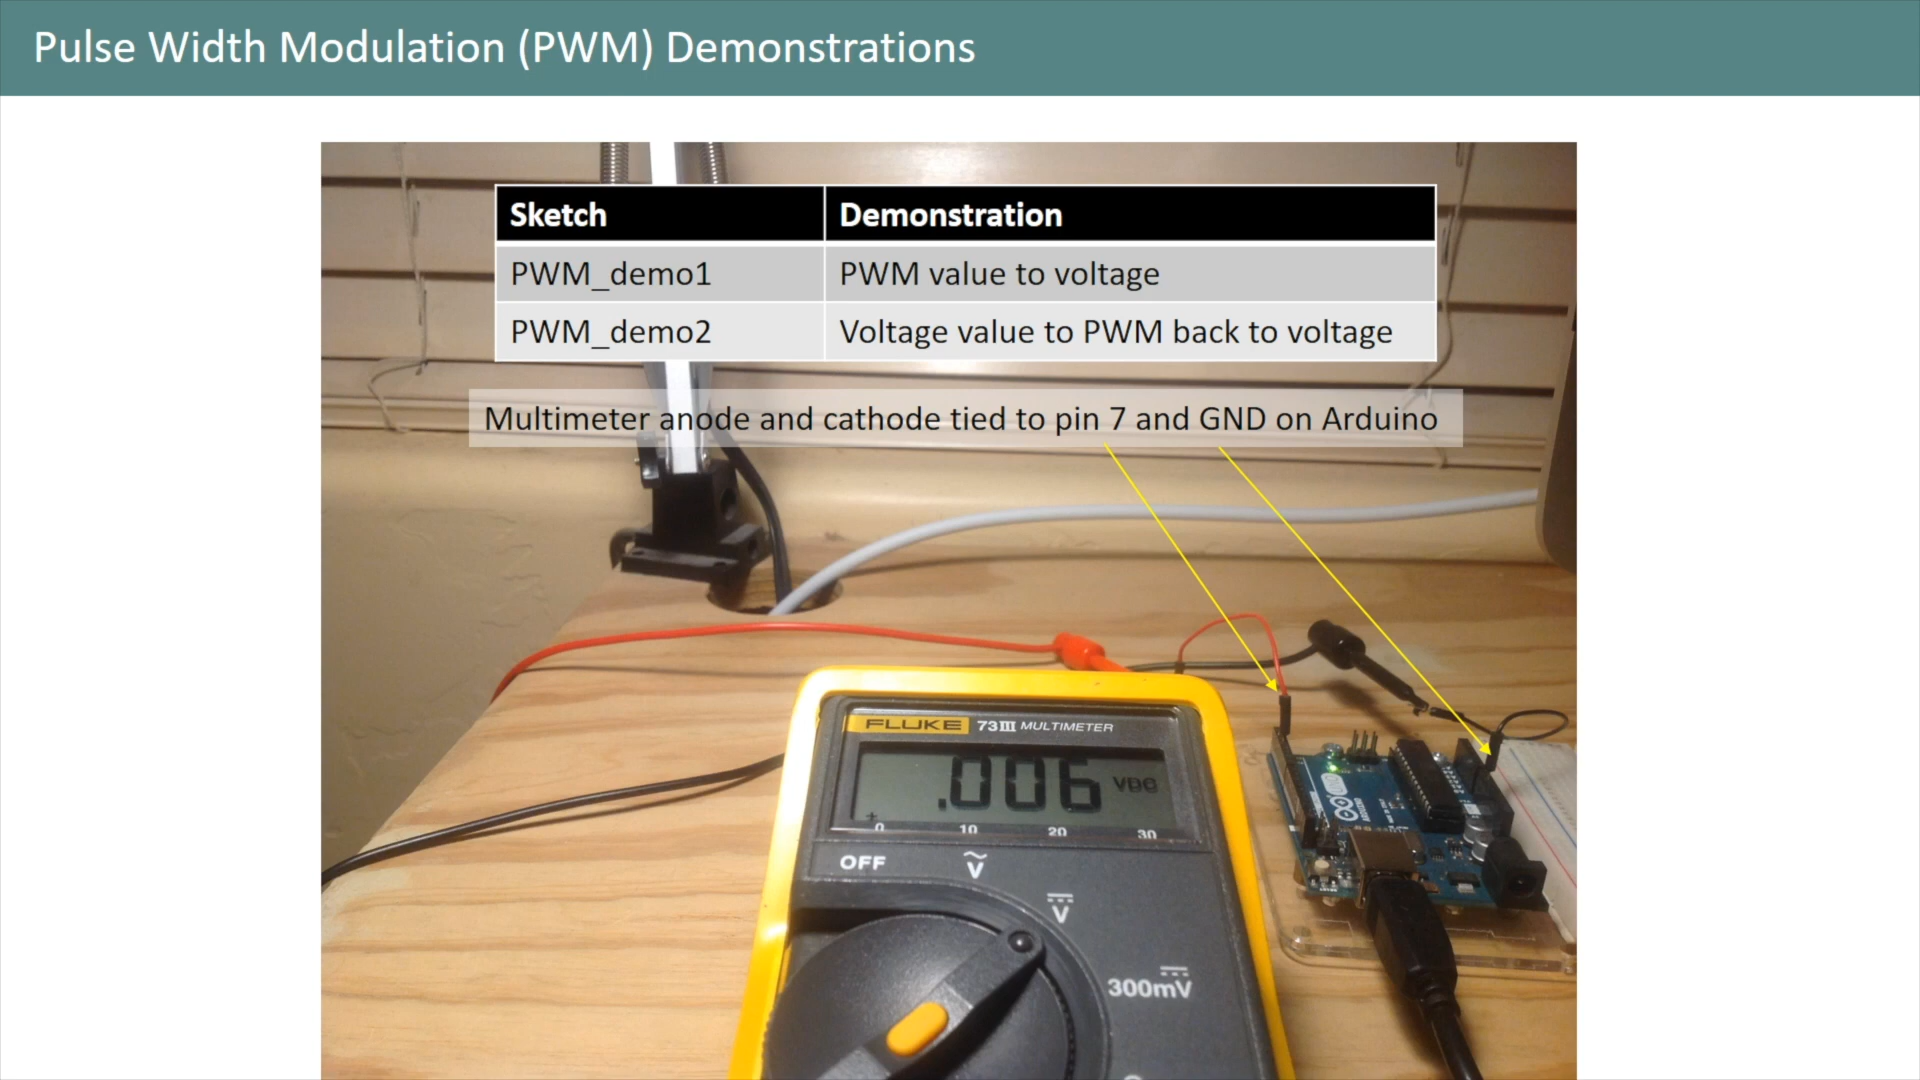 Pulse Width Modulation (PWM) Demonstrations
Sketch Demonstration
PWM_demo1 PWM value to voltage
PWM_demo2 Voltage value to PWM back to voltage
Multimeter anode and cathode tied to pin 7 and GND on Arduino
FLUKE 73III MULTIMETER
.006 VDC
+
0 10 20 30
OFF
V
V
300mV
ARDUINO